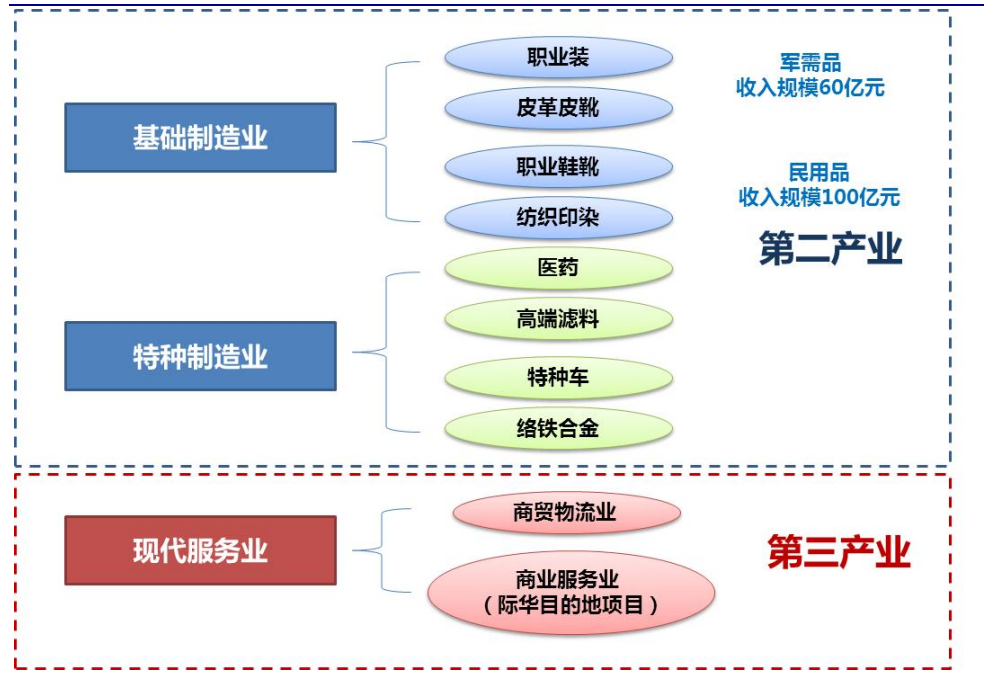 职业装
皮革皮靴
基础制造业
职业鞋靴
纺织印染
军需品
收入规模60亿元
民用品
收入规模100亿元
第二产业
医药
高端滤料
特种制造业
特种车
络铁合金
商贸物流业
现代服务业
商业服务业
（际华目的地项目）
第三产业